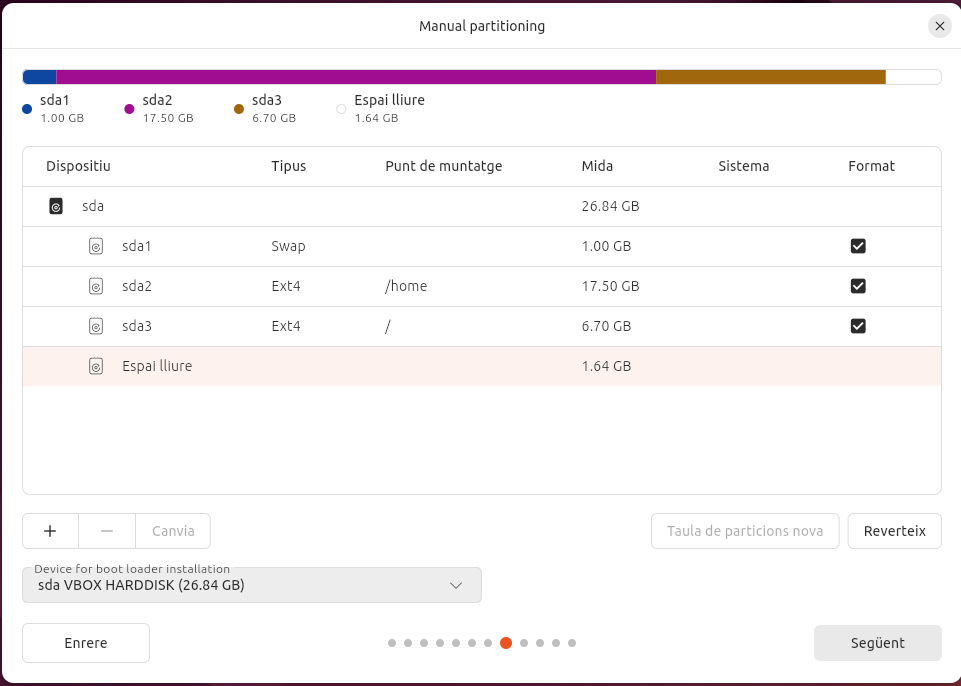 Manual partitioning
sda1
1.00 GB
sda2
17.50 GB
sda3
6.70 GB
Espai lliure
1.64 GB
Dispositiu Tipus Punt de muntatge Mida Sistema Format
sda 26.84 GB
sda1 Swap 1.00 GB
sda2 Ext4 /home 17.50 GB
sda3 Ext4 / 6.70 GB
Espai lliure 1.64 GB
+ − Canvia Taula de particions nova Reverteix
Device for boot loader installation
sda VBOX HARDDISK (26.84 GB)
Enrere Següent